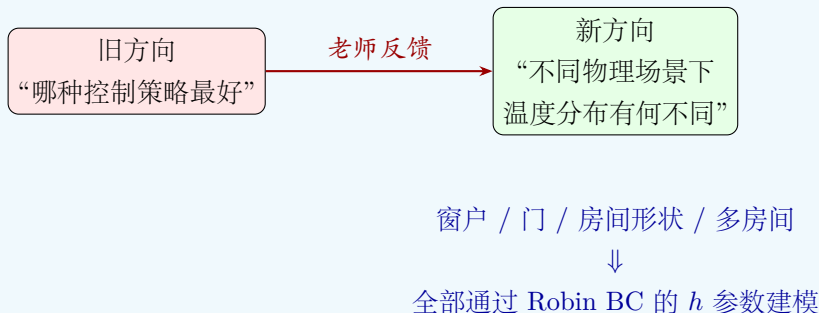 旧方向
“哪种控制策略最好”
老师反馈
新方向
“不同物理场景下
温度分布有何不同”
窗户 / 门 / 房间形状 / 多房间
⇓
全部通过 Robin BC 的 h 参数建模